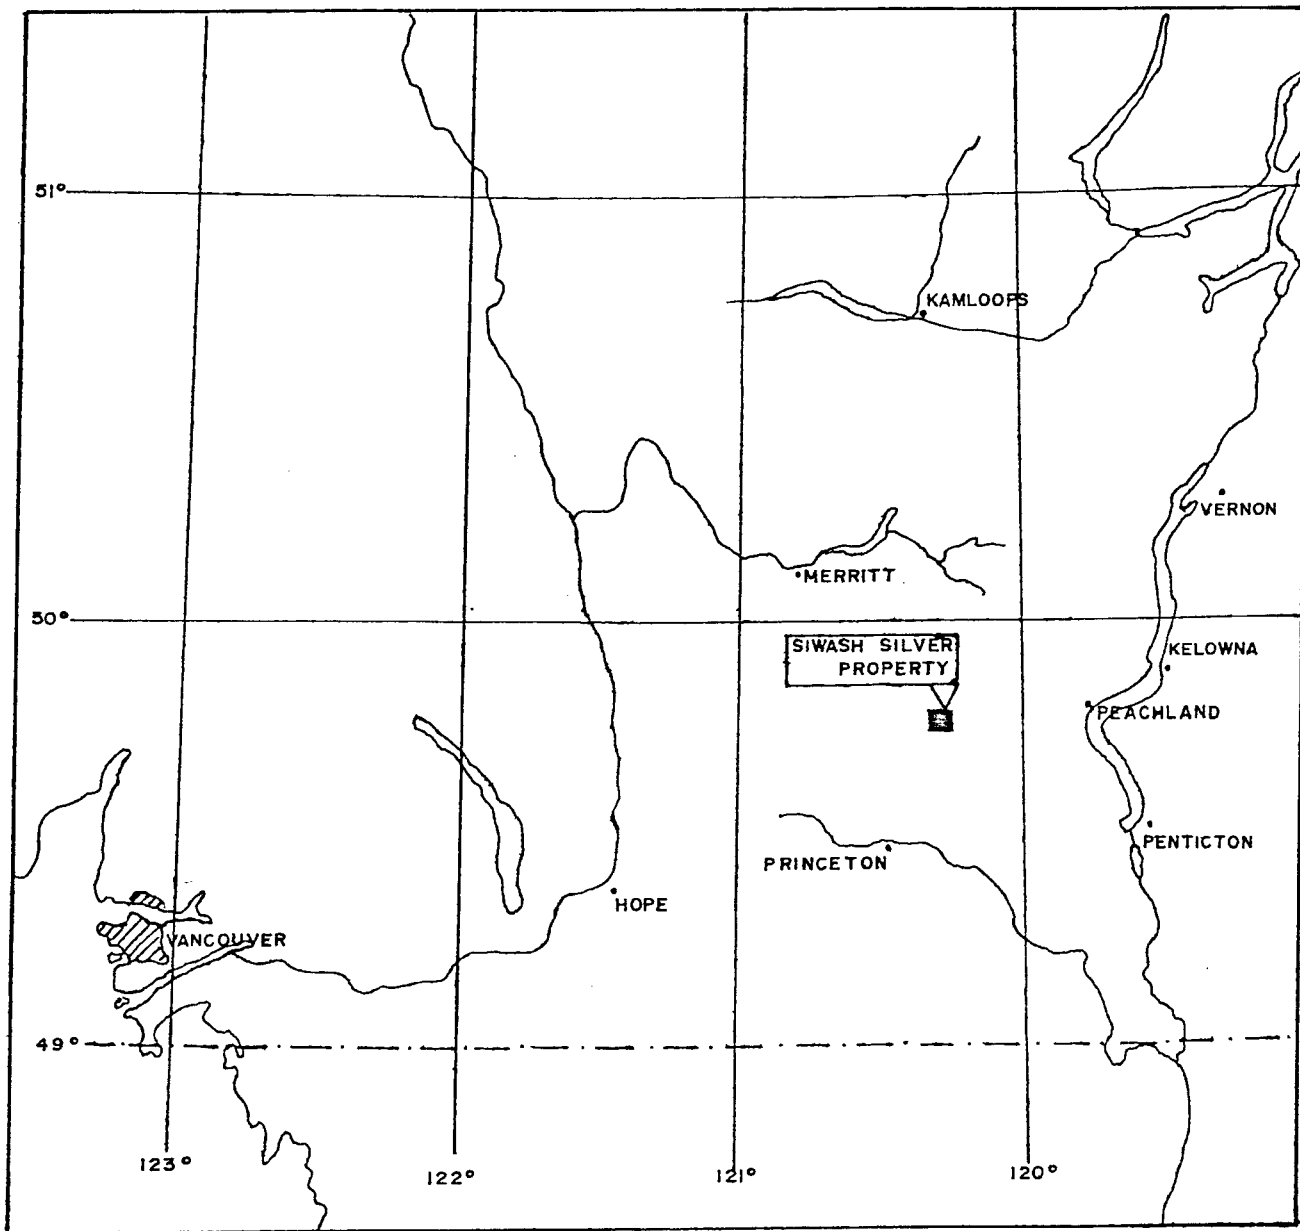 51°
KAMLOOPS
VERNON
MERRITT
50°
SIWASH SILVER
PROPERTY
KELOWNA
PEACHLAND
PENTICTON
PRINCETON
HOPE
VANCOUVER
49°
123°
122°
121°
120°